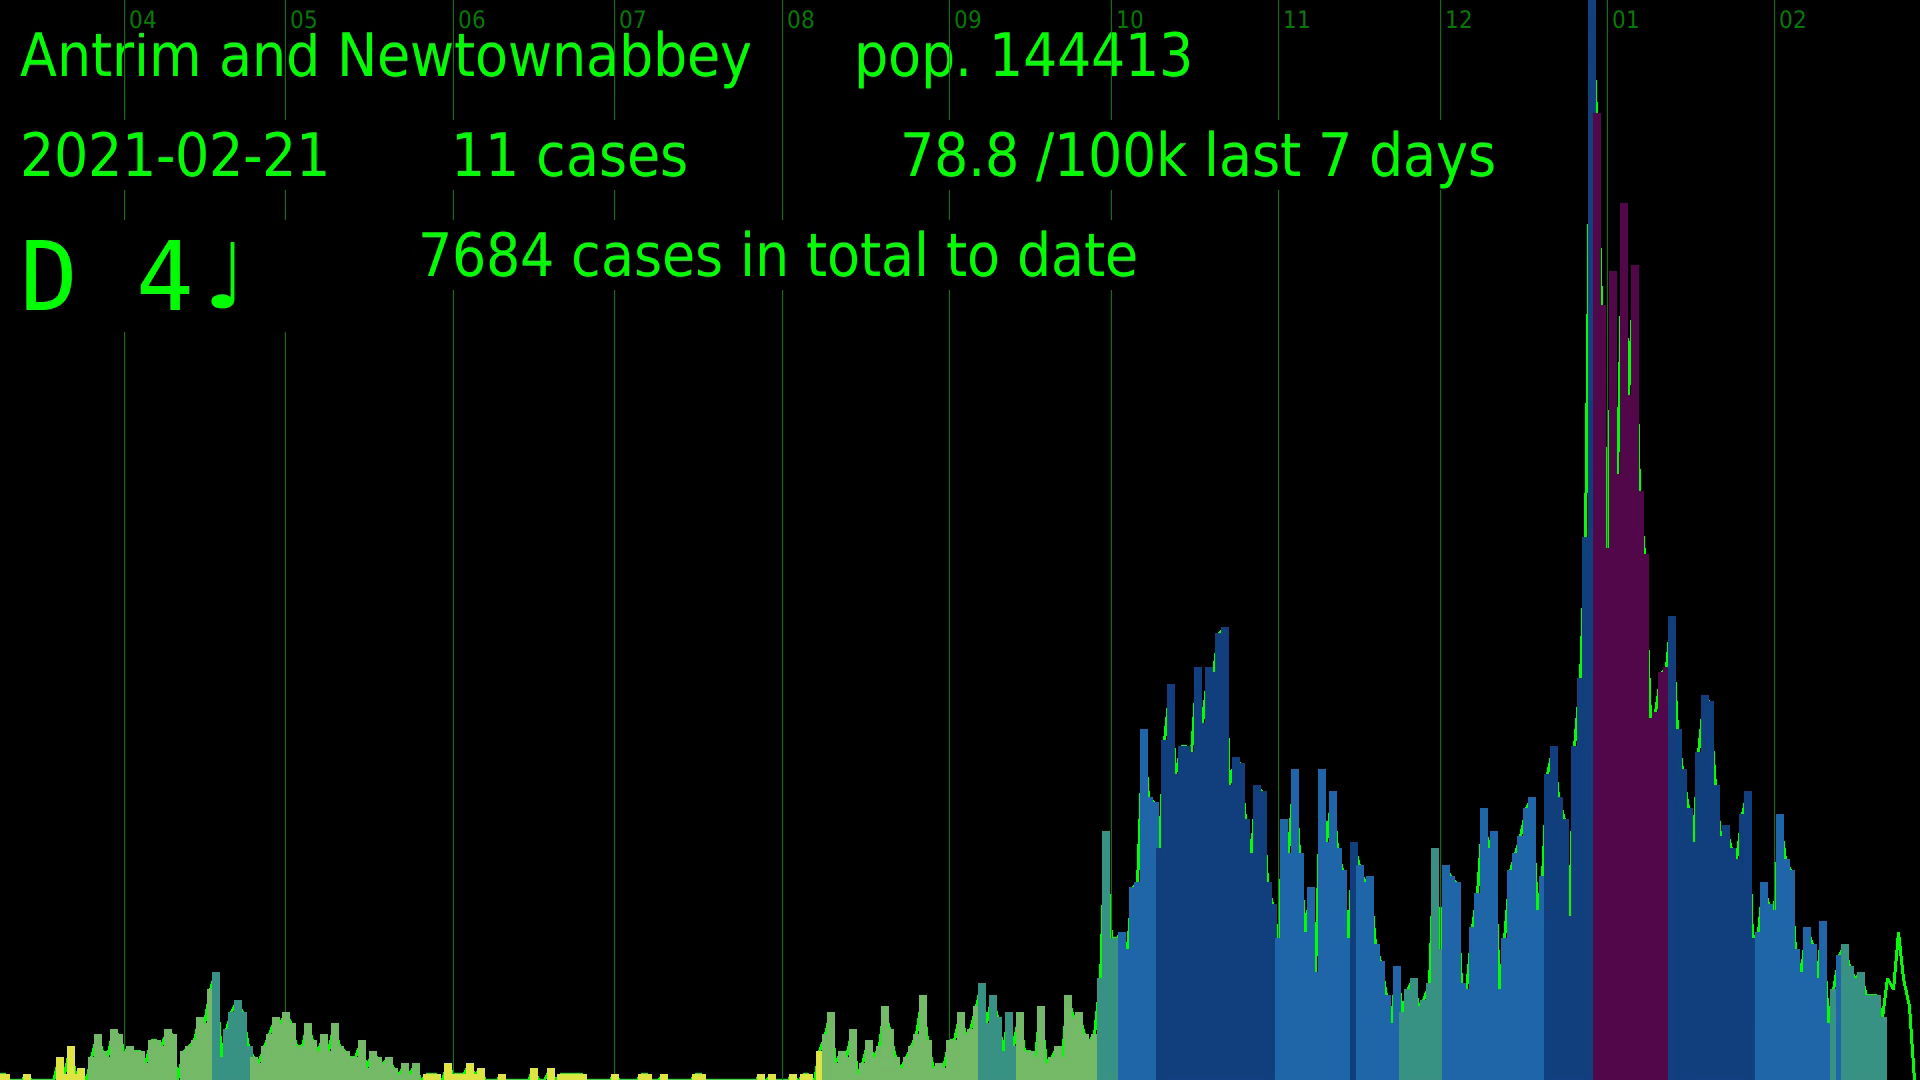 04 05 06 07 08 09 10 11 12 01 02
Antrim and Newtownabbey pop. 144413
2021-02-21 11 cases 78.8 /100k last 7 days
D 4♩ 7684 cases in total to date